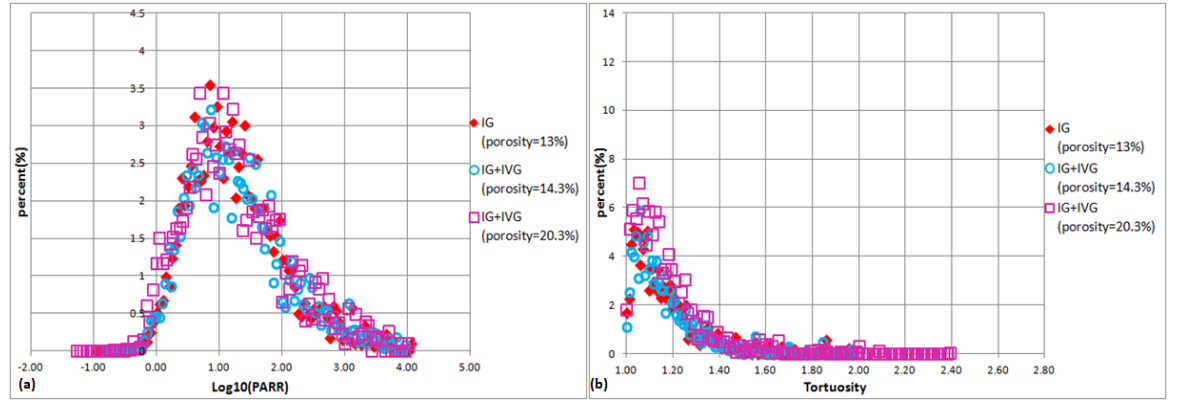 4.5
4
3.5
3
2.5
2
1.5
1
0.5
0
percent(%)
-2.00 -1.00 0.00 1.00 2.00 3.00 4.00 5.00
(a) Log10(PARR)
IG
(porosity=13%)
IG+IVG
(porosity=14.3%)
IG+IVG
(porosity=20.3%)
14
12
10
8
6
4
2
0
percent(%)
1.00 1.20 1.40 1.60 1.80 2.00 2.20 2.40 2.60 2.80
(b) Tortuosity
IG
(porosity=13%)
IG+IVG
(porosity=14.3%)
IG+IVG
(porosity=20.3%)